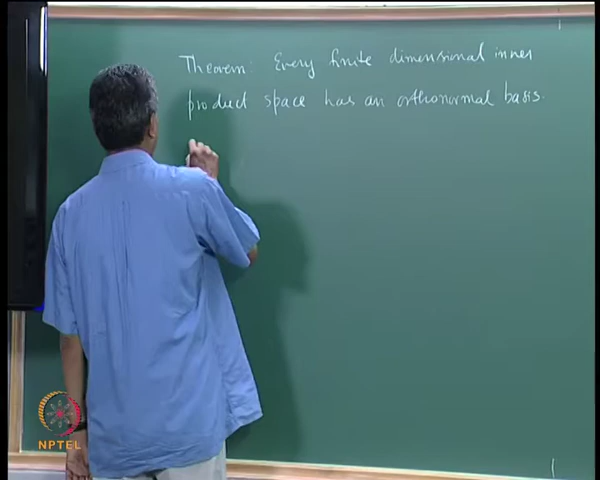 Theorem: Every finite dimensional inner
product space has an orthonormal basis.
NPTEL